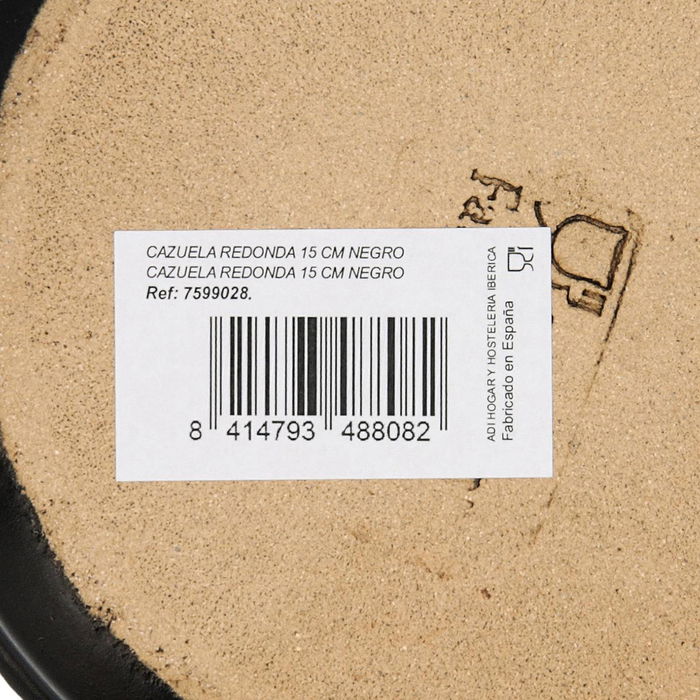 CAZUELA REDONDA 15 CM NEGRO
CAZUELA REDONDA 15 CM NEGRO
Ref: 7599028.
8 414793 488082
ADI HOGAR Y HOSTELERIA IBERICA
Fabricado en España